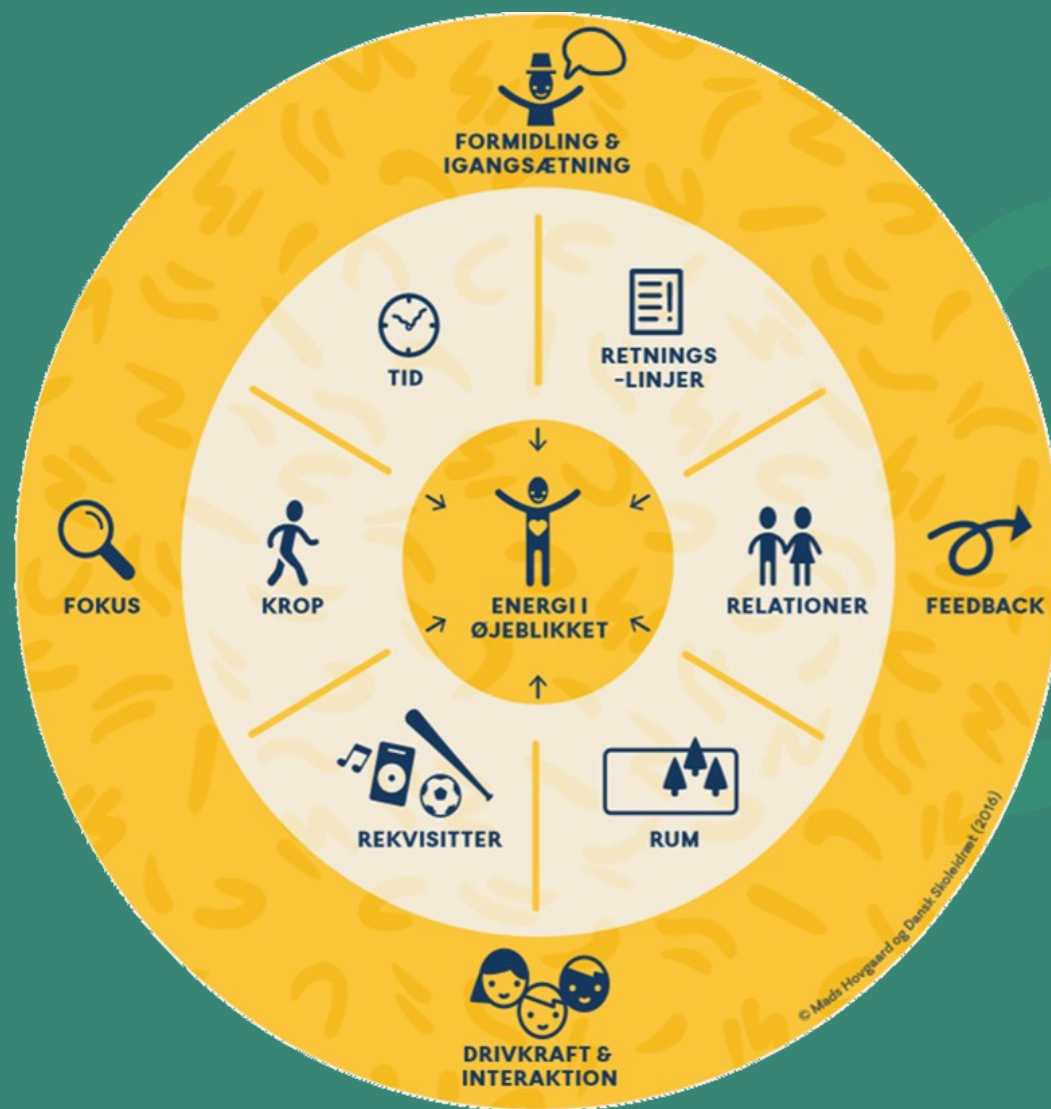 FORMIDLING &
IGANGSÆTNING
TID
RETNINGS
-LINJER
FOKUS
KROP
ENERGI I
ØJEBLIKKET
RELATIONER
FEEDBACK
REKVISITTER
RUM
© Mads Hovgaard og Dansk Skoleidræt (2016)
DRIVKRAFT &
INTERAKTION